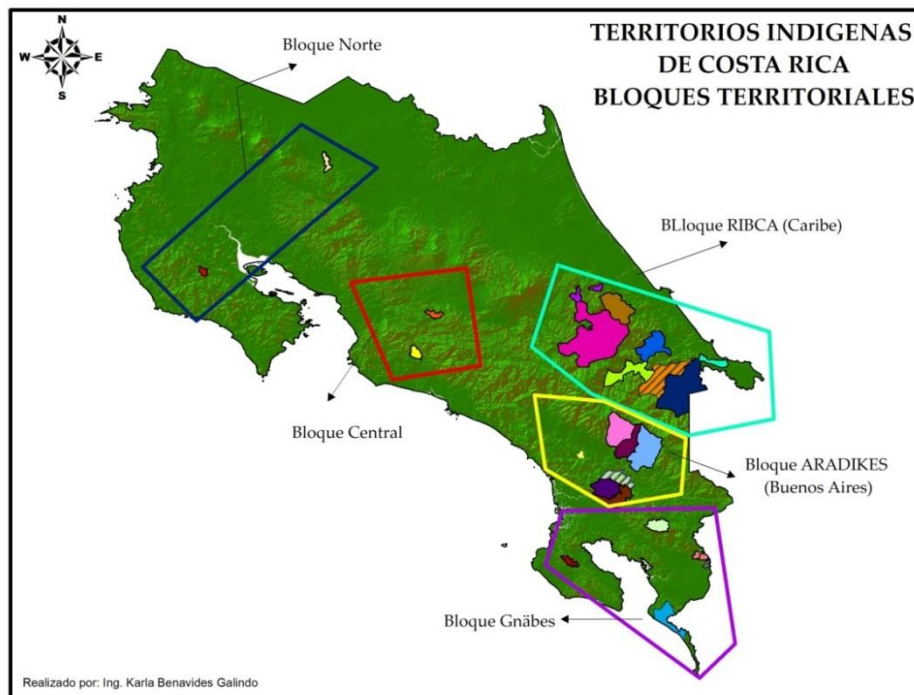 TERRITORIOS INDIGENAS
DE COSTA RICA
BLOQUES TERRITORIALES
N
W E
S
Bloque Norte
BLloque RIBCA (Caribe)
Bloque Central
Bloque ARADIKES
(Buenos Aires)
Bloque Gnäbes
Realizado por: Ing. Karla Benavides Galindo